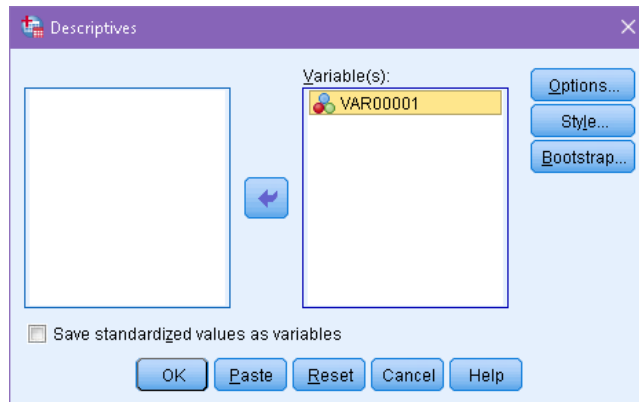 Descriptives
Variable(s):
VAR00001
Options...
Style...
Bootstrap...
Save standardized values as variables
OK Paste Reset Cancel Help